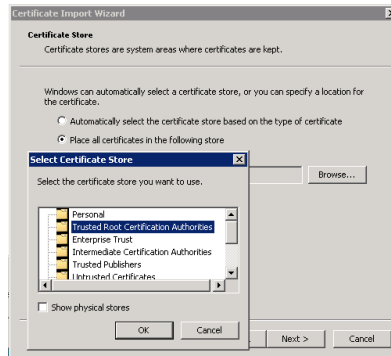 Certificate Import Wizard
Certificate Store
Certificate stores are system areas where certificates are kept.
Windows can automatically select a certificate store, or you can specify a location for
the certificate.
Automatically select the certificate store based on the type of certificate
Place all certificates in the following store
Browse...
Select Certificate Store
Select the certificate store you want to use.
Personal
Trusted Root Certification Authorities
Enterprise Trust
Intermediate Certification Authorities
Trusted Publishers
Untrusted Certificates
Show physical stores
OK
Cancel
Next >
Cancel